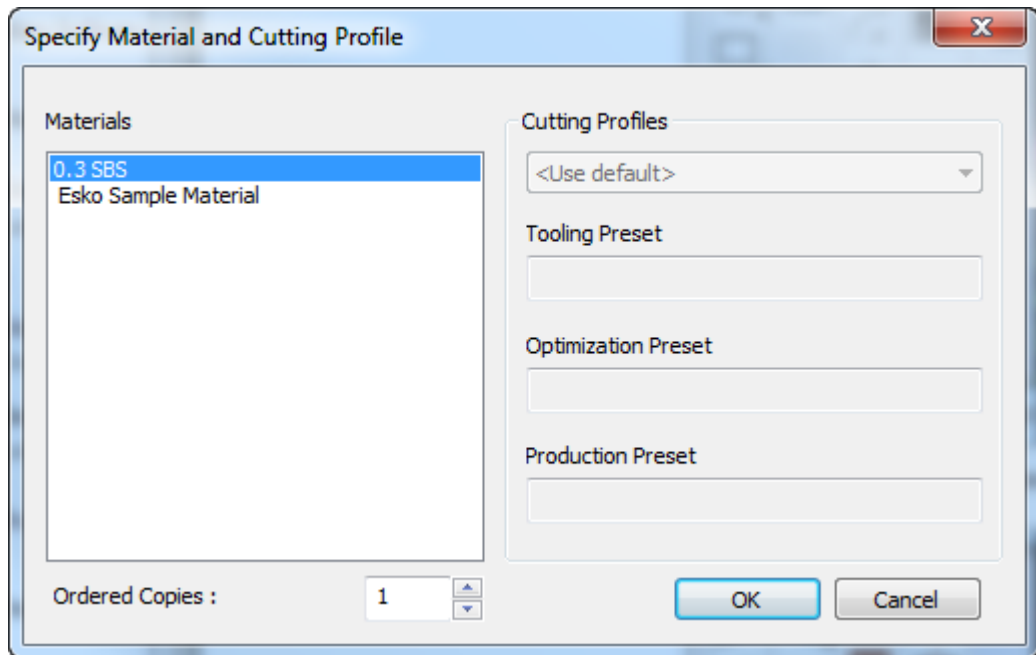 Specify Material and Cutting Profile
Materials
0.3 SBS
Esko Sample Material
Cutting Profiles
<Use default>
Tooling Preset
Optimization Preset
Production Preset
Ordered Copies :
1
OK
Cancel